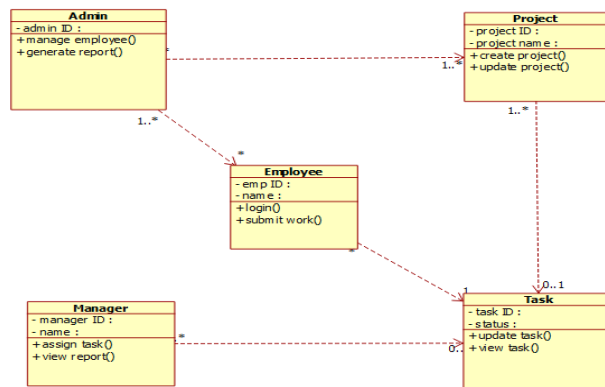 Admin
- admin ID :
+ manage employee()
+ generate report()
*
1..*
Project
- project ID :
- project name :
+ create project()
+ update project()
1..*
*
1..*
Employee
- emp ID :
- name :
+ login()
+ submit work()
*
1
0..1
Manager
- manager ID :
- name :
+ assign task()
+ view report()
*
0..
Task
- task ID :
- status :
+ update task()
+ view task()